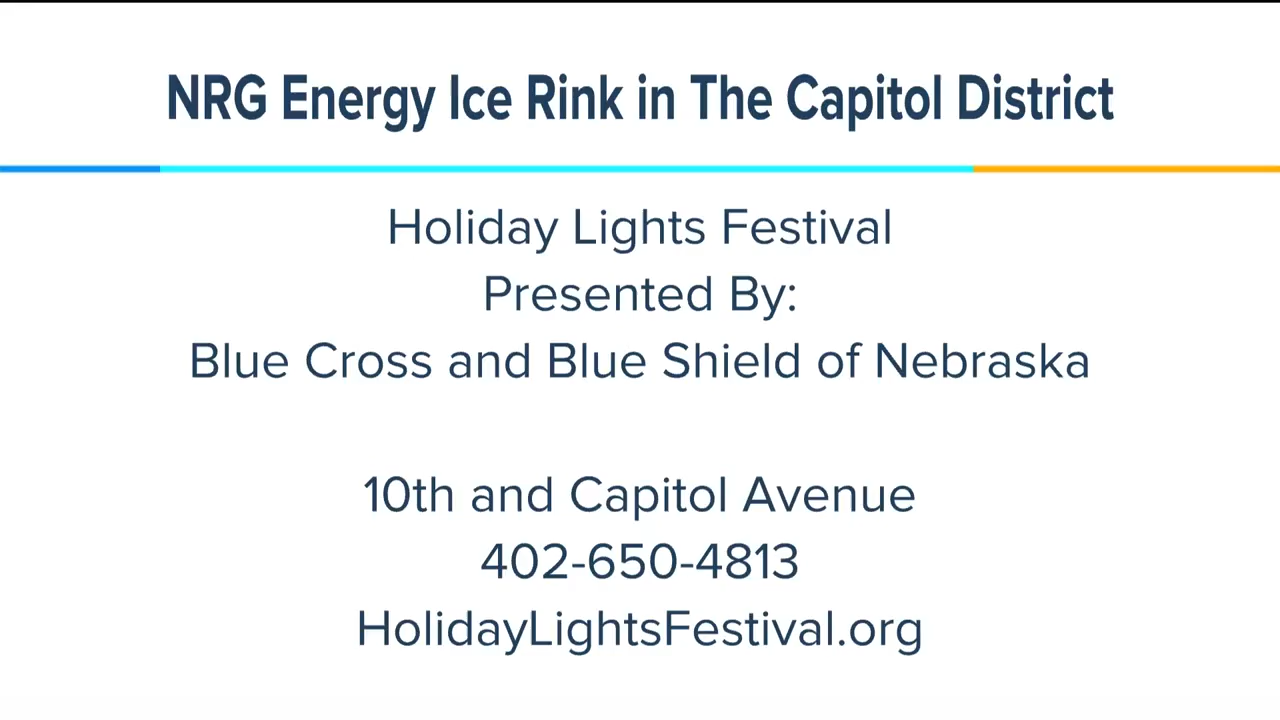 NRG Energy Ice Rink in The Capitol District
Holiday Lights Festival
Presented By:
Blue Cross and Blue Shield of Nebraska
10th and Capitol Avenue
402-650-4813
HolidayLightsFestival.org